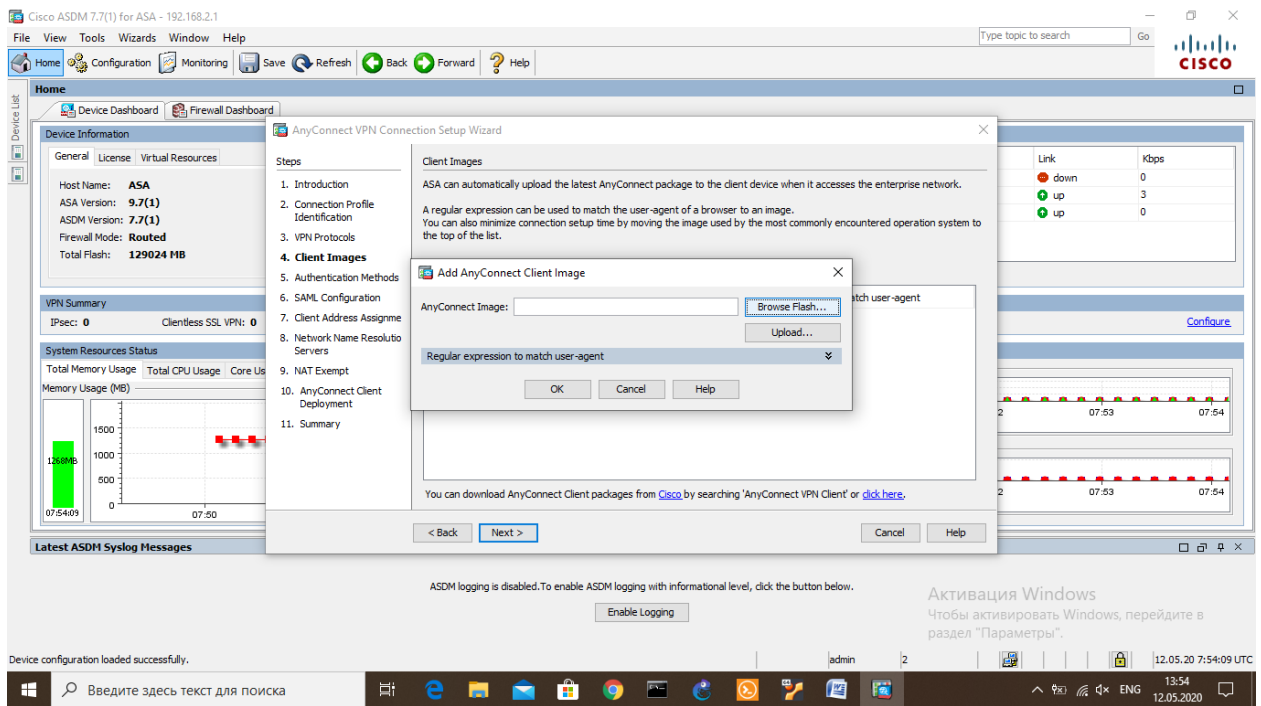 Cisco ASDM 7.7(1) for ASA - 192.168.2.1
File View Tools Wizards Window Help
Type topic to search Go
Home Configuration Monitoring Save Refresh Back Forward Help
CISCO
Device List
Home
Device Dashboard Firewall Dashboard
Device Information
General License Virtual Resources
Host Name: ASA
ASA Version: 9.7(1)
ASDM Version: 7.7(1)
Firewall Mode: Routed
Total Flash: 129024 MB
Link Kbps
down 0
up 3
up 0
VPN Summary
IPsec: 0 Clientless SSL VPN: 0
Configure
System Resources Status
Total Memory Usage Total CPU Usage Core Us
Memory Usage (MB)
1500
1000
500
0
1268MB
07:54:09
07:50
2 07:53 07:54
2 07:53 07:54
AnyConnect VPN Connection Setup Wizard
Steps
1. Introduction
2. Connection Profile
Identification
3. VPN Protocols
4. Client Images
5. Authentication Methods
6. SAML Configuration
7. Client Address Assignme
8. Network Name Resolutio
Servers
9. NAT Exempt
10. AnyConnect Client
Deployment
11. Summary
Client Images
ASA can automatically upload the latest AnyConnect package to the client device when it accesses the enterprise network.
A regular expression can be used to match the user-agent of a browser to an image.
You can also minimize connection setup time by moving the image used by the most commonly encountered operation system to
the top of the list.
atch user-agent
Add AnyConnect Client Image
AnyConnect Image: Browse Flash...
Upload...
Regular expression to match user-agent
OK Cancel Help
You can download AnyConnect Client packages from Cisco by searching 'AnyConnect VPN Client' or click here.
< Back Next > Cancel Help
Latest ASDM Syslog Messages
ASDM logging is disabled.To enable ASDM logging with informational level, click the button below.
Enable Logging
Активация Windows
Чтобы активировать Windows, перейдите в
раздел "Параметры".
Device configuration loaded successfully. admin 2 12.05.20 7:54:09 UTC
Введите здесь текст для поиска
ENG
13:54
12.05.2020